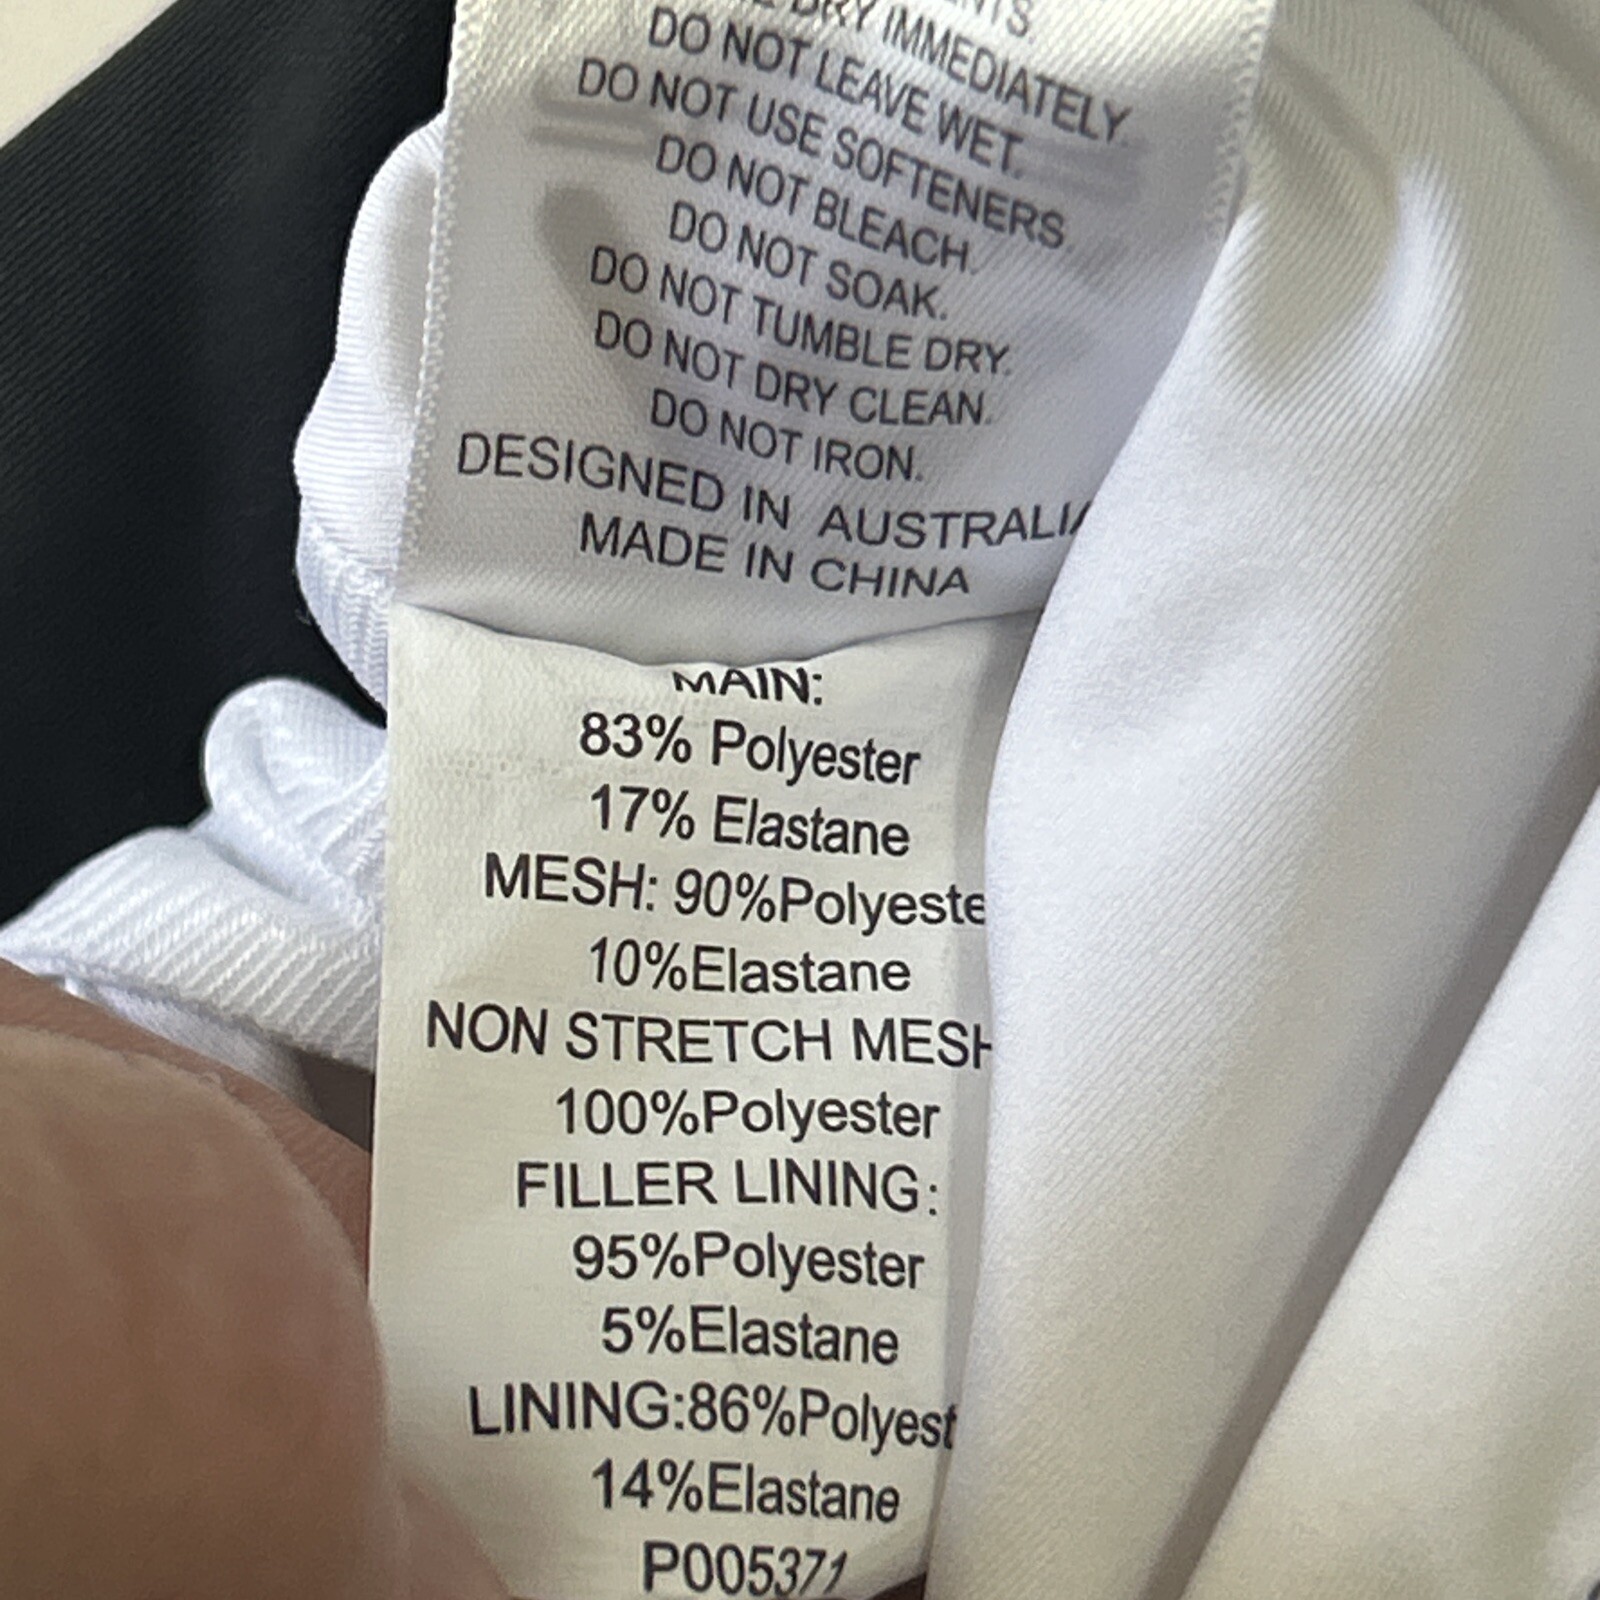 DRY IMMEDIATELY.
DO NOT LEAVE WET.
DO NOT USE SOFTENERS.
DO NOT BLEACH.
DO NOT SOAK.
DO NOT TUMBLE DRY.
DO NOT DRY CLEAN.
DO NOT IRON.
DESIGNED IN AUSTRALIA
MADE IN CHINA
MAIN:
83% Polyester
17% Elastane
MESH: 90%Polyeste
10%Elastane
NON STRETCH MESH
100%Polyester
FILLER LINING:
95%Polyester
5%Elastane
LINING:86%Polyest
14%Elastane
P005371